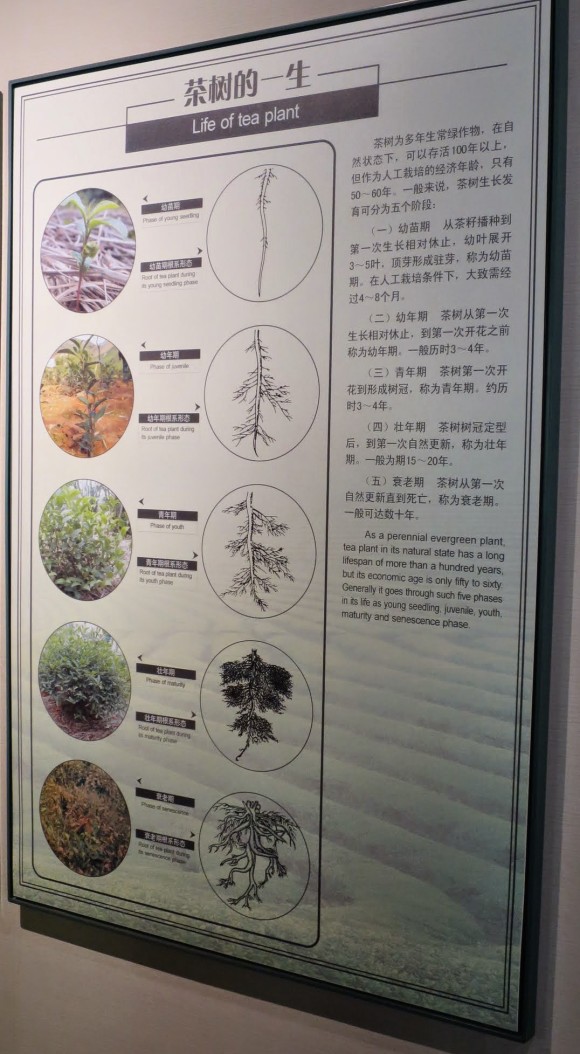 茶树的一生
Life of tea plant
幼苗期
Phase of young seedling
幼苗期根系形态
Root of tea plant during
its young seedling phase
幼年期
Phase of juvenile
幼年期根系形态
Root of tea plant during
its juvenile phase
青年期
Phase of youth
青年期根系形态
Root of tea plant during
its youth phase
壮年期
Phase of maturity
壮年期根系形态
Root of tea plant during
its maturity phase
衰老期
Phase of senescence
衰老期根系形态
Root of tea plant during
its senescence phase
茶树为多年生常绿作物，在自
然状态下，可以存活100年以上，
但作为人工栽培的经济年龄，只有
50～60年。一般来说，茶树生长发
育可分为五个阶段：
（一）幼苗期　从茶籽播种到
第一次生长相对休止，幼叶展开
3～5叶，顶芽形成驻芽，称为幼苗
期。在人工栽培条件下，大致需经
过4～8个月。
（二）幼年期　茶树从第一次
生长相对休止，到第一次开花之前
称为幼年期。一般历时3～4年。
（三）青年期　茶树第一次开
花到形成树冠，称为青年期。约历
时3～4年。
（四）壮年期　茶树树冠定型
后，到第一次自然更新，称为壮年
期。一般为期15～20年。
（五）衰老期　茶树从第一次
自然更新直到死亡，称为衰老期。
一般可达数十年。
As a perennial evergreen plant,
tea plant in its natural state has a long
lifespan of more than a hundred years,
but its economic age is only fifty to sixty.
Generally it goes through such five phases
in its life as young seedling, juvenile, youth,
maturity and senescence phase.